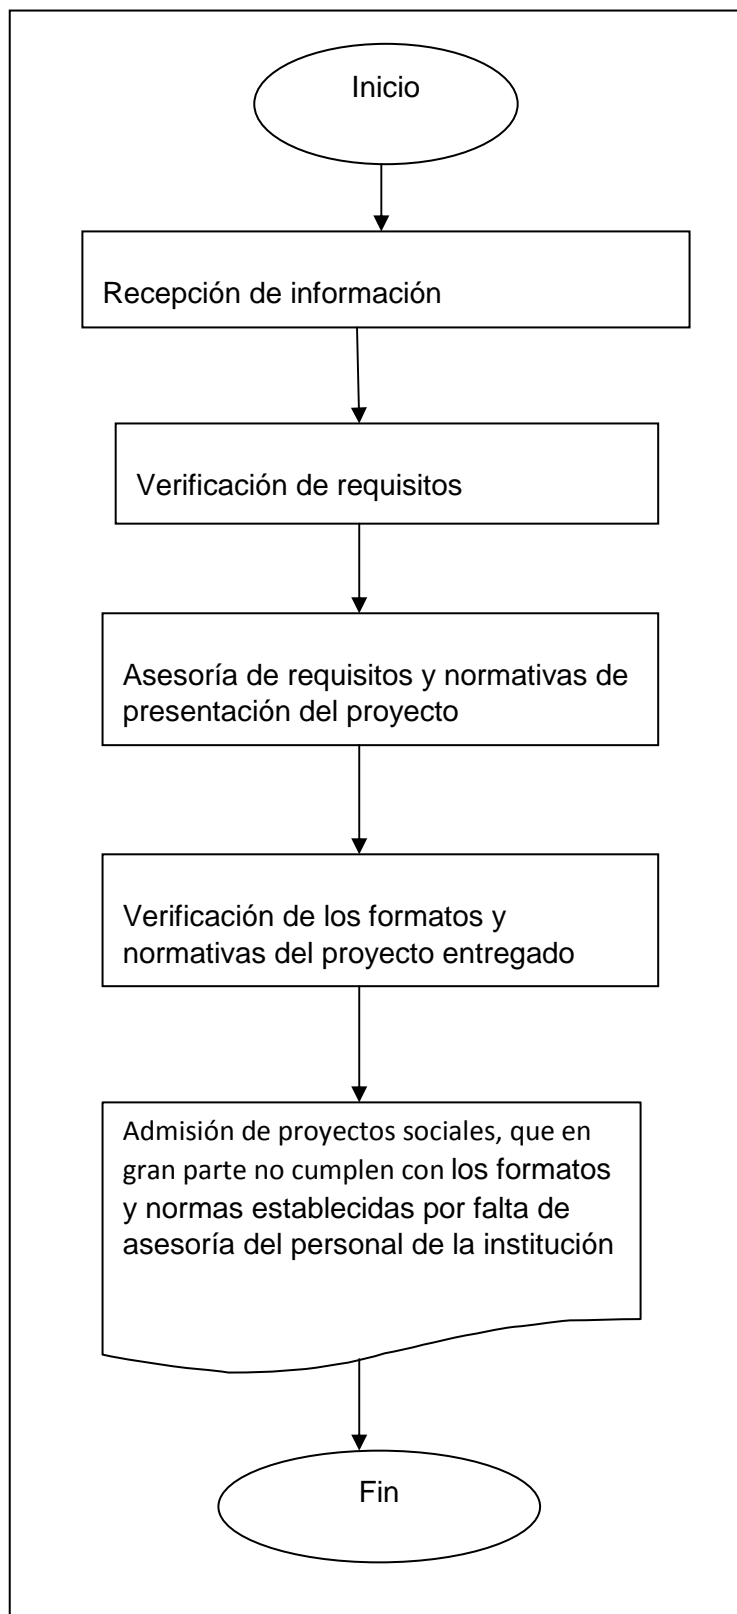 Inicio
Recepción de información
Verificación de requisitos
Asesoría de requisitos y normativas de
presentación del proyecto
Verificación de los formatos y
normativas del proyecto entregado
Admisión de proyectos sociales, que en
gran parte no cumplen con los formatos
y normas establecidas por falta de
asesoría del personal de la institución
Fin